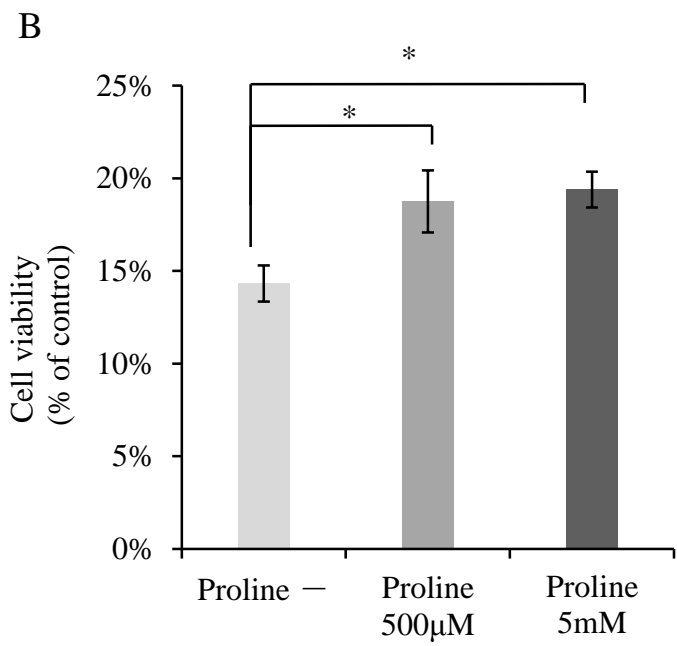 B
*
*
25%
20%
15%
10%
5%
0%
Cell viability
(% of control)
Proline －
Proline
500μM
Proline
5mM